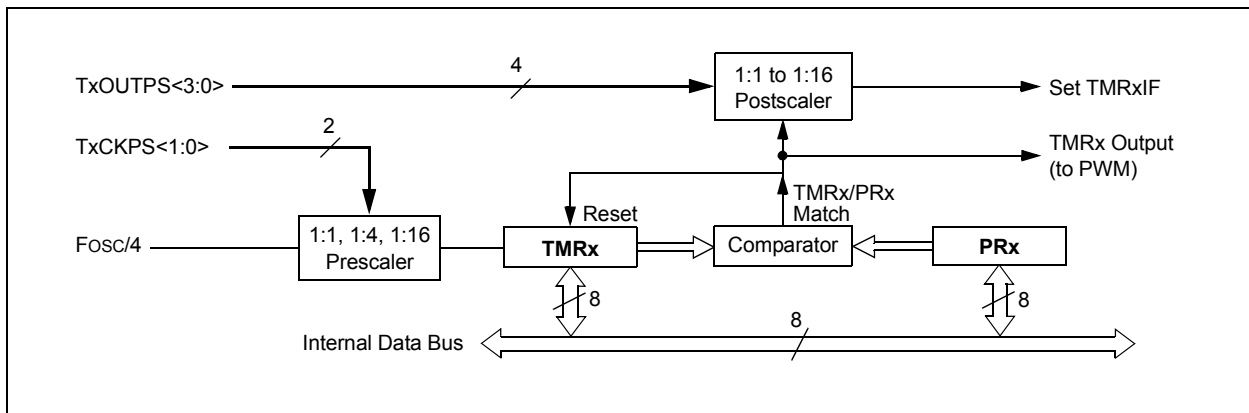 TxOUTPS<3:0>
4
1:1 to 1:16
Postscaler
Set TMRxIF
TxCKPS<1:0>
2
TMRx Output
(to PWM)
TMRx/PRx
Match
Reset
FOSC/4
1:1, 1:4, 1:16
Prescaler
TMRx
Comparator
PRx
8
8
8
Internal Data Bus